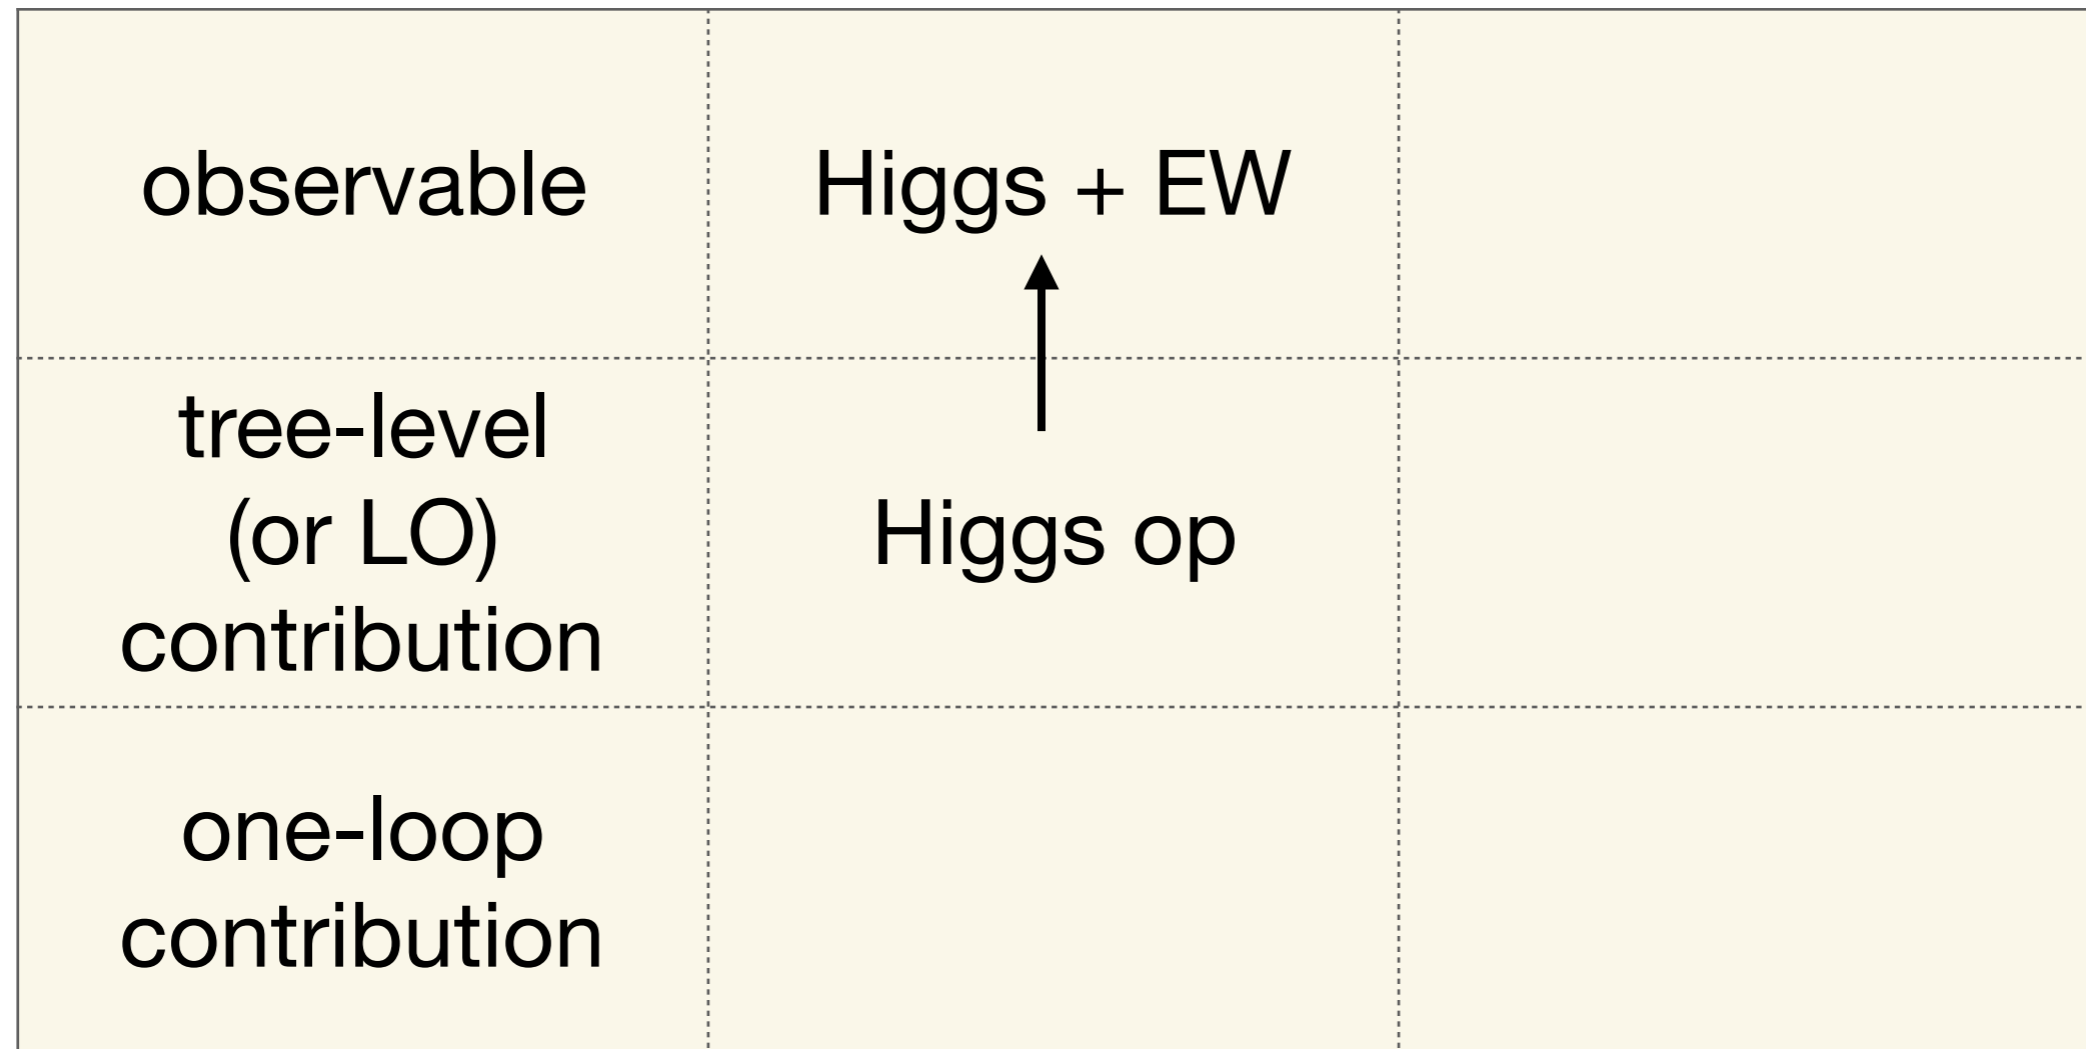 observable
Higgs + EW
tree-level
(or LO)
contribution
Higgs op
one-loop
contribution